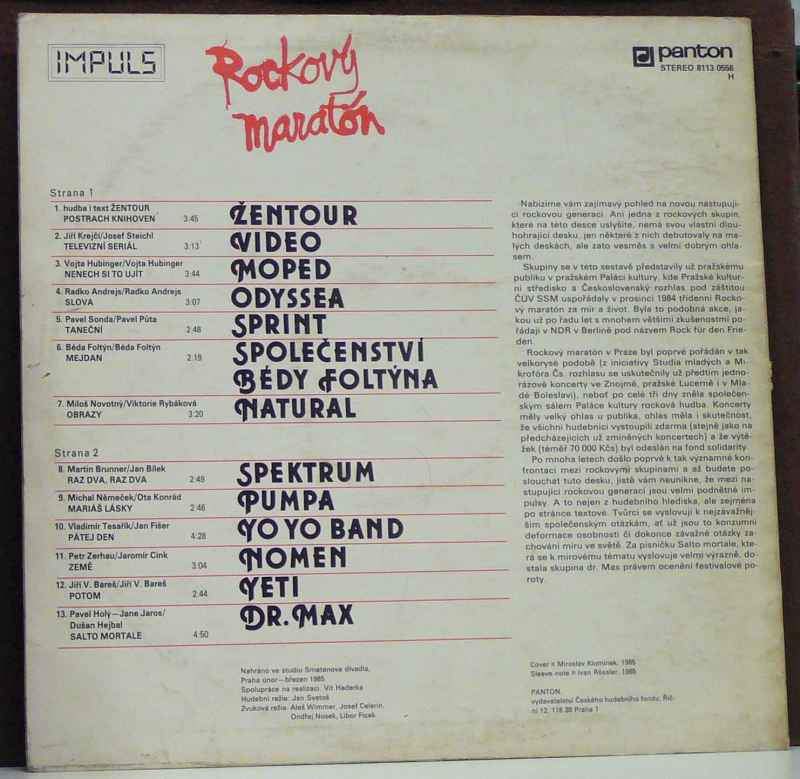 IMPULS
Rockový
maratón
panton
STEREO 8113 0556
H
Strana 1
1. hudba i text ŽENTOUR
POSTRACH KNIHOVEN 3:45 ŽENTOUR
2. Jiří Krejčí/Josef Steichl
TELEVIZNÍ SERIÁL 3:13 VIDEO
3. Vojta Hubinger/Vojta Hubinger
NENECH SI TO UJÍT 3:44 MOPED
4. Radko Andrejs/Radko Andrejs
SLOVA 3:07 ODYSSEA
5. Pavel Sonda/Pavel Půta
TANEČNÍ 2:48 SPRINT
6. Béda Foltýn/Béda Foltýn
MEJDAN 2:19 SPOLEČENSTVÍ
BÉDY FOLTÝNA
7. Miloš Novotný/Viktorie Rybáková
OBRAZY 3:20 NATURAL
Strana 2
8. Martin Brunner/Jan Bílek
RAZ DVA, RAZ DVA 2:49 SPEKTRUM
9. Michal Němeček/Ota Konrád
MARIÁŠ LÁSKY 2:46 PUMPA
10. Vladimír Tesařík/Jan Fišer
PÁTEJ DEN 4:28 YO YO BAND
11. Petr Zerhau/Jaromír Cink
ZEMĚ 3:04 NOMEN
12. Jiří V. Bareš/Jiří V. Bareš
POTOM 2:44 YETI
13. Pavel Holý—Jane Jaros/
Dušan Hejbal
SALTO MORTALE 4:50 DR. MAX
Nabízíme vám zajímavý pohled na novou nastupují-
cí rockovou generaci. Ani jedna z rockových skupin,
které na této desce uslyšíte, nemá svou vlastní dlou-
hohrající desku, jen některé z nich debutovaly na ma-
lých deskách, ale zato vesměs s velmi dobrým ohla-
sem.
Skupiny se v této sestavě představily už pražskému
publiku v pražském Paláci kultury, kde Pražské kultur-
ní středisko a Československý rozhlas pod záštitou
ČÚV SSM uspořádaly v prosinci 1984 třídenní Rocko-
vý maratón za mír a život. Byla to podobná akce, ja-
kou už po řadu let s mnohem většími zkušenostmi po-
řádají v NDR v Berlíně pod názvem Rock für den Frie-
den.
Rockový maratón v Praze byl poprvé pořádán v tak
velkorysé podobě (z iniciativy Studia mladých a Mi-
krofóra Čs. rozhlasu se uskutečnily už předtím jedno-
rázové koncerty ve Znojmě, pražské Lucerně i v Mla-
dé Boleslavi), neboť po celé tři dny zněla společen-
ským sálem Paláce kultury rocková hudba. Koncerty
měly velký ohlas u publika, ohlas měla i skutečnost,
že všichni hudebníci vystoupili zdarma (stejně jako na
předcházejících už zmíněných koncertech) a že výtě-
žek (téměř 70 000 Kčs) byl odeslán na fond solidarity.
Po mnoha letech došlo poprvé k tak významné kon-
frontaci mezi rockovými skupinami a až budete po-
slouchat tuto desku, jistě vám neunikne, že mezi na-
stupující rockovou generací jsou velmi podnětné im-
pulsy. A to nejen z hudebního hlediska, ale zejména
po stránce textové. Tvůrci se vyslovují k nejzávažněj-
ším společenským otázkám, ať už jsou to konzumní
deformace osobnosti či dokonce závažné otázky za-
chování míru ve světě. Za písničku Salto mortale, kte-
rá se k mírovému tématu vyslovuje velmi výrazně, do-
stala skupina dr. Max právem ocenění festivalové po-
roty.
Nahráno ve studiu Smetanova divadla,
Praha únor—březen 1985
Spolupráce na realizaci: Vít Haderka
Hudební režie: Jan Svetoš
Zvuková režie: Aleš Wimmer, Josef Celerin,
Ondřej Nosek, Libor Ficek
Cover © Miroslav Klomínek, 1985
Sleeve note © Ivan Rössler, 1985
PANTON,
vydavatelství Českého hudebního fondu, Říč-
ní 12, 118 39 Praha 1